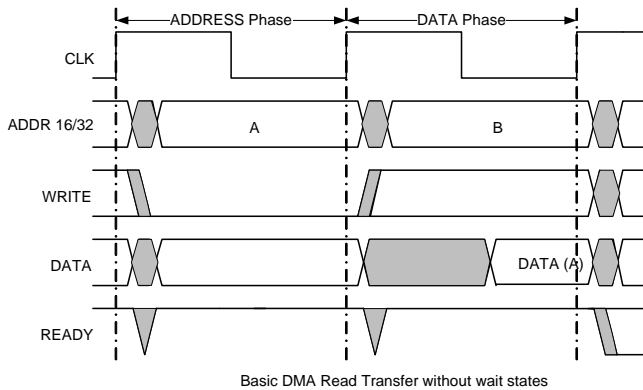 ADDRESS Phase DATA Phase
CLK
ADDR 16/32 A B
WRITE
DATA DATA (A)
READY
Basic DMA Read Transfer without wait states